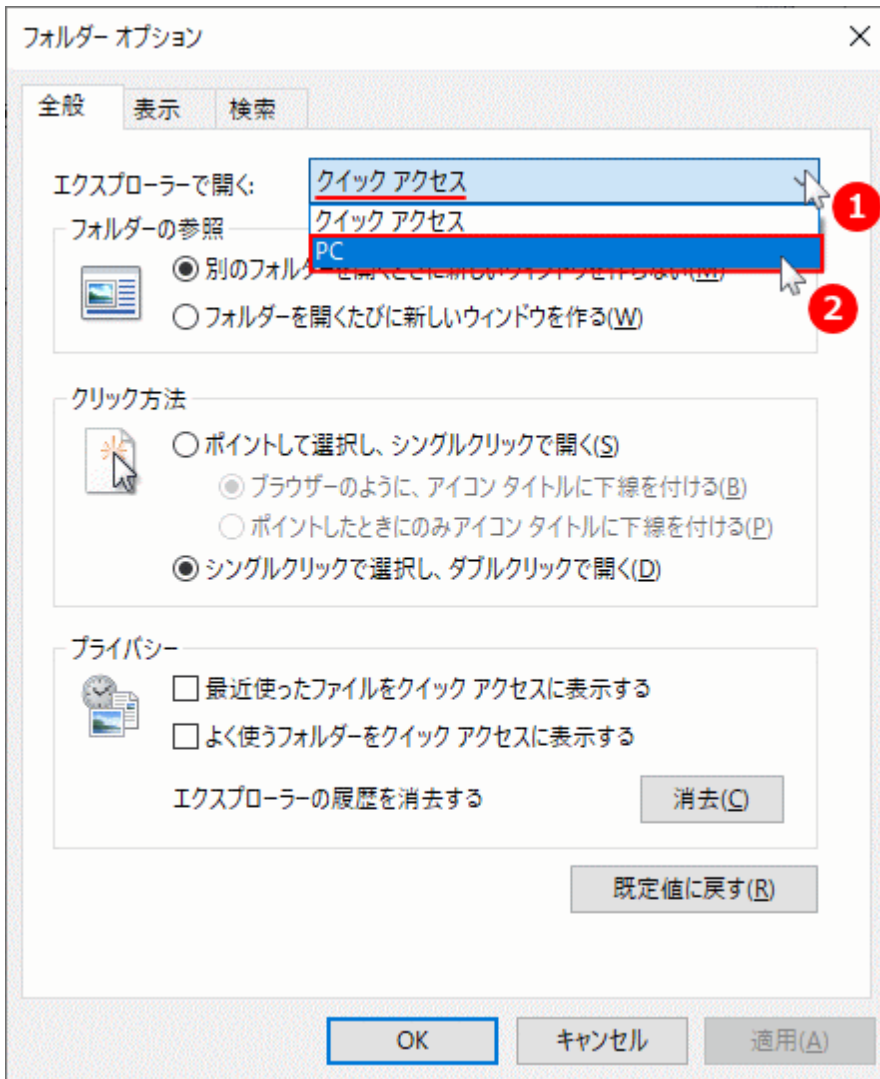 フォルダー オプション
全般 表示 検索
エクスプローラーで開く: クイック アクセス
1
フォルダーの参照 クイック アクセス
PC
別のフォルダーを開くときに新しいウィンドウを作らない(M)
2
フォルダーを開くたびに新しいウィンドウを作る(W)
クリック方法
ポイントして選択し、シングルクリックで開く(S)
ブラウザーのように、アイコン タイトルに下線を付ける(B)
ポイントしたときにのみアイコン タイトルに下線を付ける(P)
シングルクリックで選択し、ダブルクリックで開く(D)
プライバシー
最近使ったファイルをクイック アクセスに表示する
よく使うフォルダーをクイック アクセスに表示する
エクスプローラーの履歴を消去する 消去(C)
既定値に戻す(R)
OK キャンセル 適用(A)